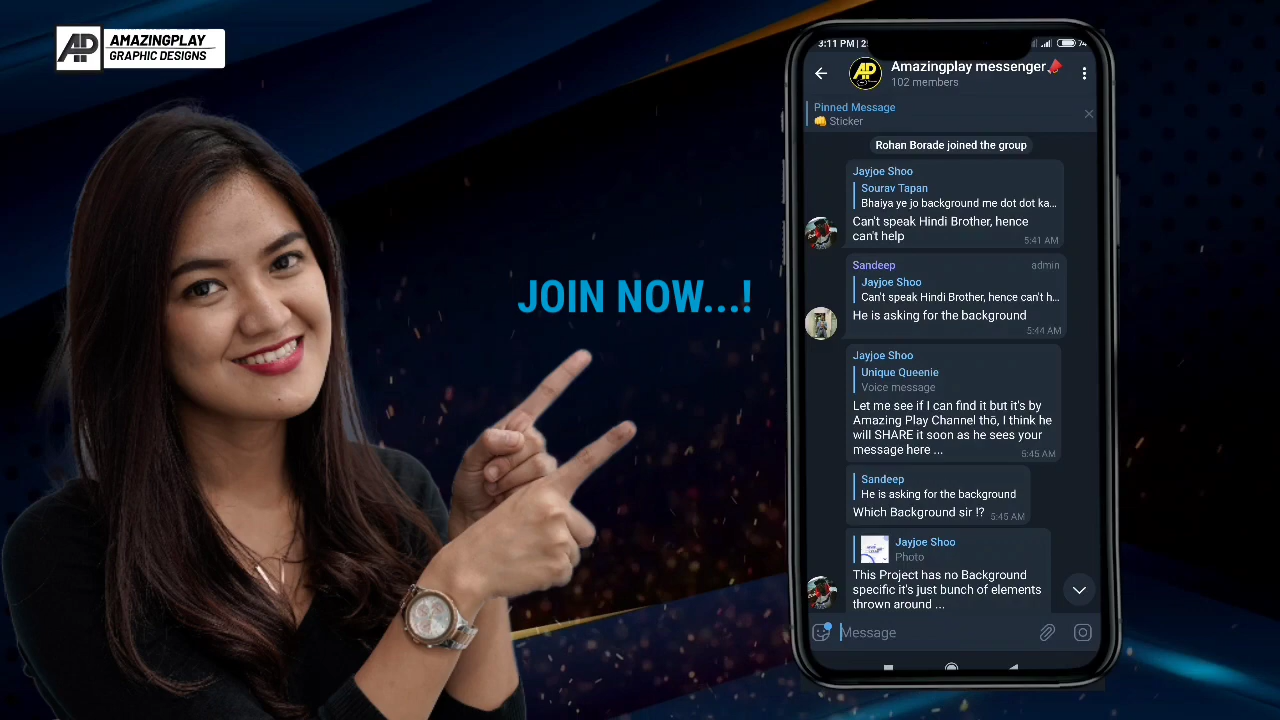 AMAZINGPLAY
GRAPHIC DESIGNS
JOIN NOW...!
3:11 PM
74
Amazingplay messenger
102 members
Pinned Message
👊 Sticker
Rohan Borade joined the group
Jayjoe Shoo
Sourav Tapan
Bhaiya ye jo background me dot dot ka...
Can't speak Hindi Brother, hence
can't help
5:41 AM
Sandeep admin
Jayjoe Shoo
Can't speak Hindi Brother, hence can't h...
He is asking for the background
5:44 AM
Jayjoe Shoo
Unique Queenie
Voice message
Let me see if I can find it but it's by
Amazing Play Channel thō, I think he
will SHARE it soon as he sees your
message here ...
5:45 AM
Sandeep
He is asking for the background
Which Background sir !?
5:45 AM
Jayjoe Shoo
Photo
This Project has no Background
specific it's just bunch of elements
thrown around ...
Message